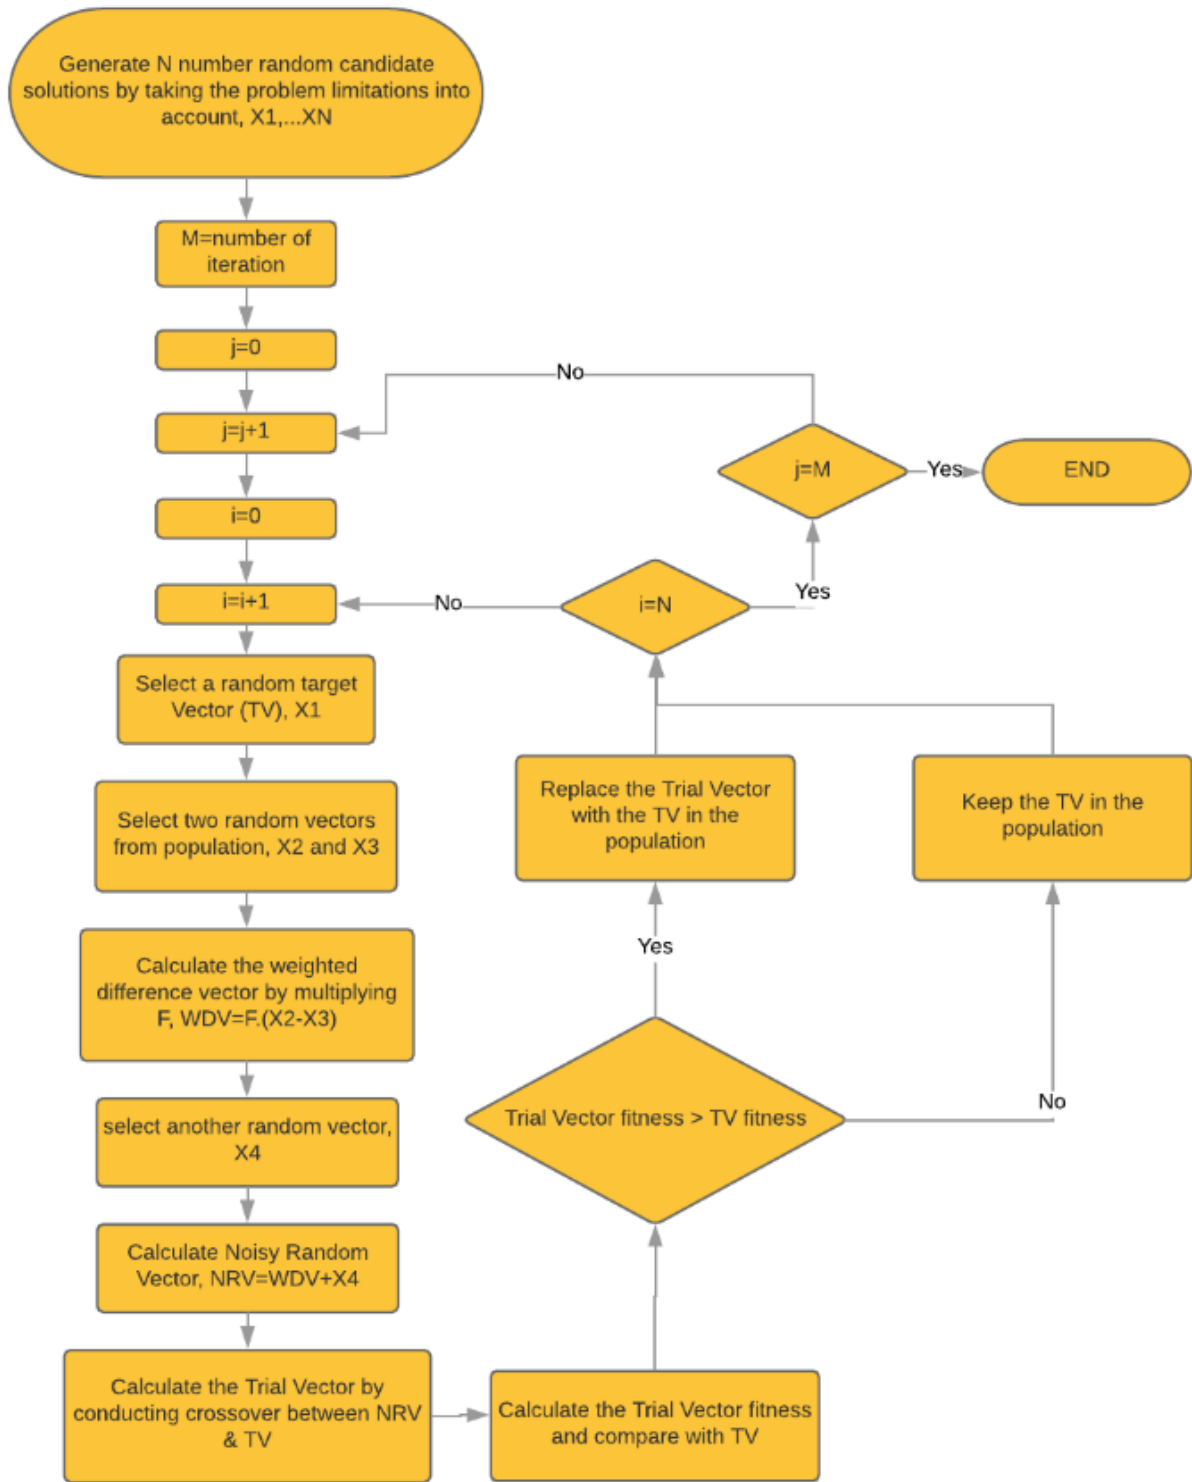 Generate N number random candidate
solutions by taking the problem limitations into
account, X1,...XN
M=number of
iteration
j=0
No
j=j+1
j=M
Yes
END
i=0
i=i+1
No
i=N
Yes
Select a random target
Vector (TV), X1
Select two random vectors
from population, X2 and X3
Replace the Trial Vector
with the TV in the
population
Keep the TV in the
population
Calculate the weighted
difference vector by multiplying
F, WDV=F.(X2-X3)
Yes
select another random vector,
X4
Trial Vector fitness > TV fitness
No
Calculate Noisy Random
Vector, NRV=WDV+X4
Calculate the Trial Vector by
conducting crossover between NRV
& TV
Calculate the Trial Vector fitness
and compare with TV